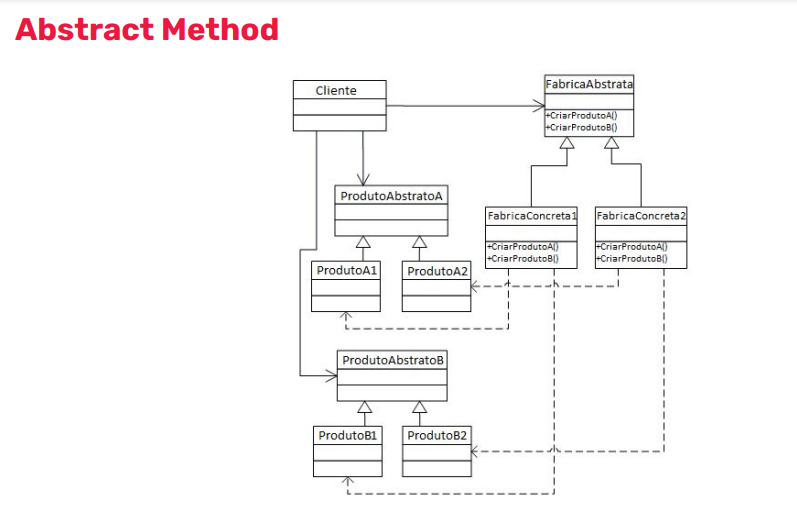 Abstract Method
Cliente
FabricaAbstrata
+CriarProdutoA()
+CriarProdutoB()
ProdutoAbstratoA
FabricaConcreta1
+CriarProdutoA()
+CriarProdutoB()
FabricaConcreta2
+CriarProdutoA()
+CriarProdutoB()
ProdutoA1
ProdutoA2
ProdutoAbstratoB
ProdutoB1
ProdutoB2